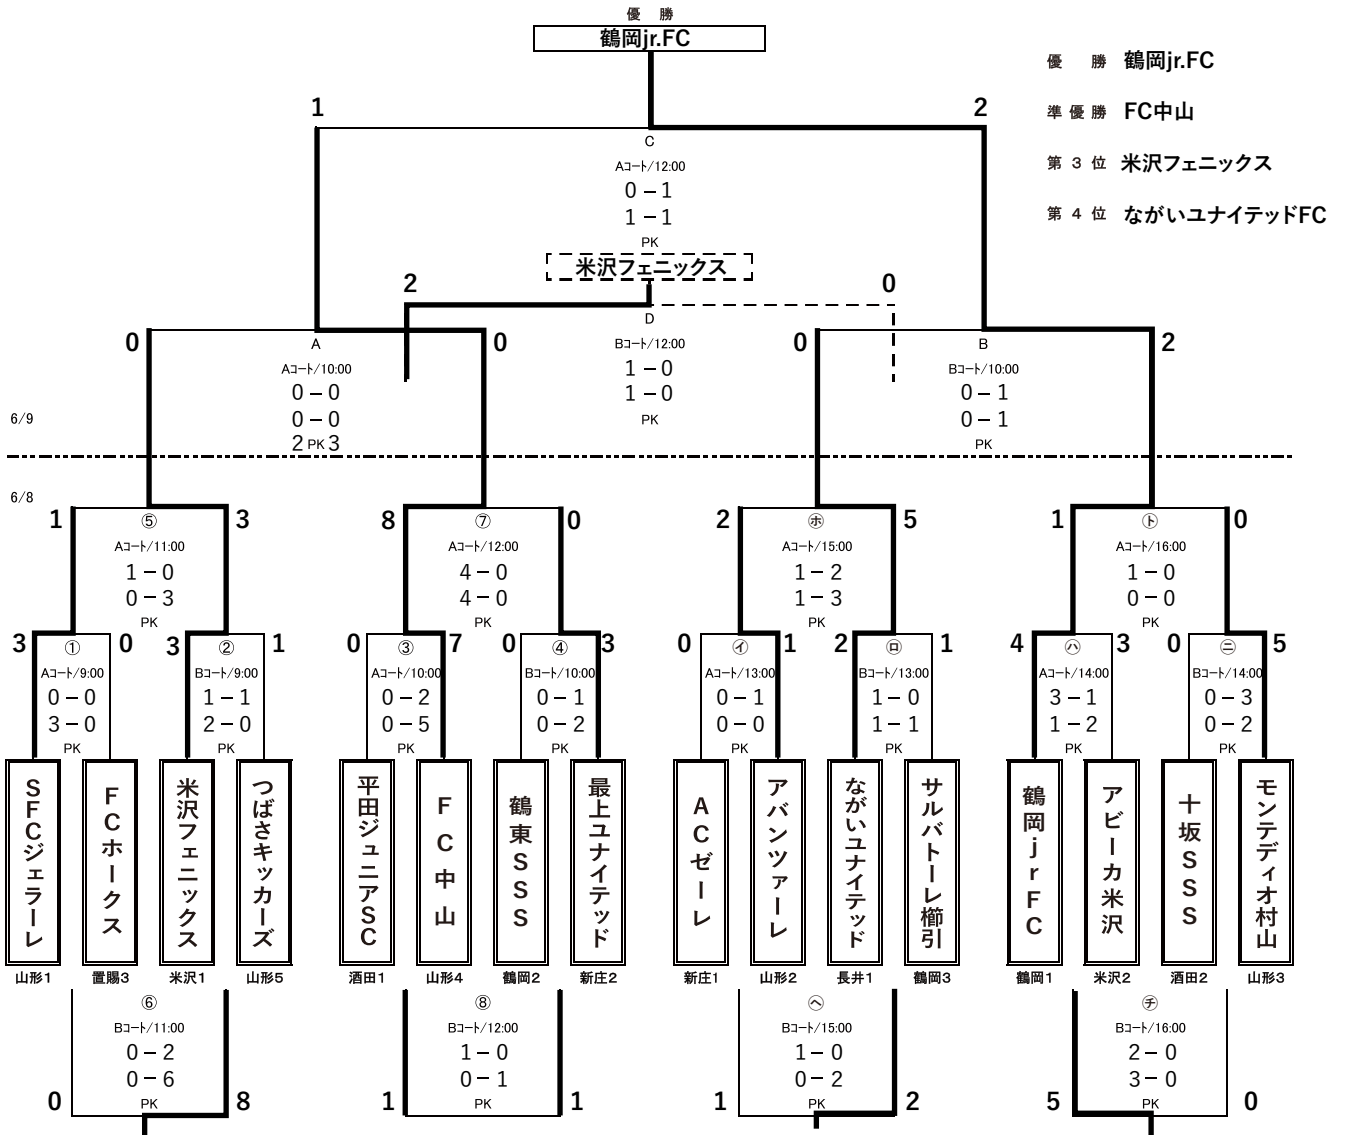 優 勝
鶴岡jr.FC
優 勝 鶴岡jr.FC
準 優 勝 FC中山
第 3 位 米沢フェニックス
第 4 位 ながいユナイテッドFC
1 2
C
Aコート/12:00
0 – 1
1 – 1
PK
米沢フェニックス
2 0
D
Bコート/12:00
1 – 0
1 – 0
PK
0 0
A
Aコート/10:00
0 – 0
0 – 0
2 PK 3
0 2
B
Bコート/10:00
0 – 1
0 – 1
PK
6/9
6/8
1 3
⑤
Aコート/11:00
1 – 0
0 – 3
PK
8 0
⑦
Aコート/12:00
4 – 0
4 – 0
PK
2 5
㋭
Aコート/15:00
1 – 2
1 – 3
PK
1 0
㋣
Aコート/16:00
1 – 0
0 – 0
PK
3 0
①
Aコート/9:00
0 – 0
3 – 0
PK
3 1
②
Bコート/9:00
1 – 1
2 – 0
PK
0 7
③
Aコート/10:00
0 – 2
0 – 5
PK
0 3
④
Bコート/10:00
0 – 1
0 – 2
PK
0 1
㋑
Aコート/13:00
0 – 1
0 – 0
PK
2 1
㋺
Bコート/13:00
1 – 0
1 – 1
PK
4 3
㋩
Aコート/14:00
3 – 1
1 – 2
PK
0 5
㋥
Bコート/14:00
0 – 3
0 – 2
PK
SFCジェラーレ
FCホークス
米沢フェニックス
つばさキッカーズ
平田ジュニアSC
FC中山
鶴東SSS
最上ユナイテッド
ACゼーレ
アバンツァーレ
ながいユナイテッド
サルバトーレ櫛引
鶴岡jrFC
アビーカ米沢
十坂SSS
モンテディオ村山
山形1 置賜3 米沢1 山形5 酒田1 山形4 鶴岡2 新庄2 新庄1 山形2 長井1 鶴岡3 鶴岡1 米沢2 酒田2 山形3
⑥
Bコート/11:00
0 – 2
0 – 6
PK
0 8
⑧
Bコート/12:00
1 – 0
0 – 1
PK
1 1
㋬
Bコート/15:00
1 – 0
0 – 2
PK
1 2
㋠
Bコート/16:00
2 – 0
3 – 0
PK
5 0